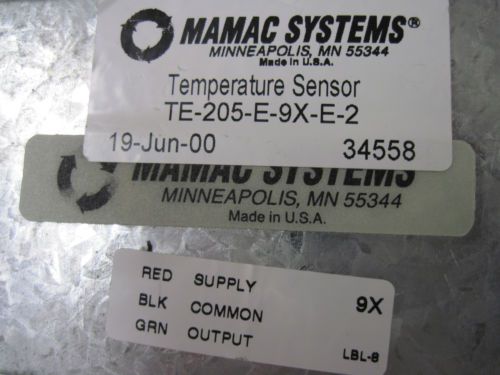 MAMAC SYSTEMS®
MINNEAPOLIS, MN 55344
Made in U.S.A.
Temperature Sensor
TE-205-E-9X-E-2
19-Jun-00 34558
MAMAC SYSTEMS
MINNEAPOLIS, MN 55344
Made in U.S.A.
RED SUPPLY
BLK COMMON 9X
GRN OUTPUT
LBL-8